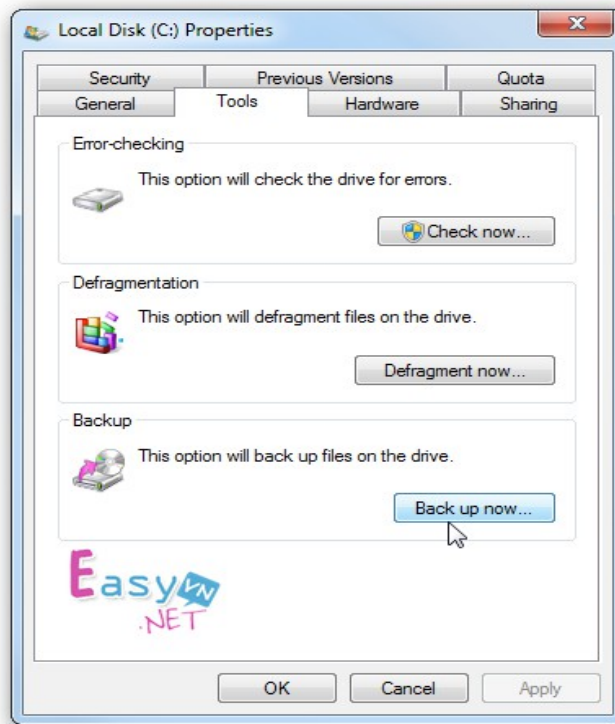 Local Disk (C:) Properties
Security Previous Versions Quota
General Tools Hardware Sharing
Error-checking
This option will check the drive for errors.
Check now...
Defragmentation
This option will defragment files on the drive.
Defragment now...
Backup
This option will back up files on the drive.
Back up now...
Easy VN
.NET
OK Cancel Apply